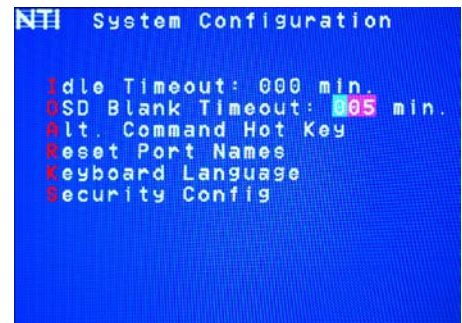 NTI System Configuration
Idle Timeout: 000 min.
OSD Blank Timeout: 005 min.
Alt. Command Hot Key
Reset Port Names
Keyboard Language
Security Config